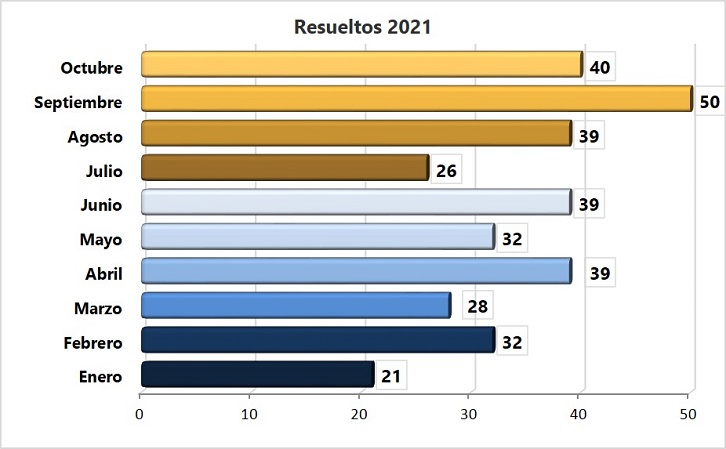 Resueltos 2021
Octubre 40
Septiembre 50
Agosto 39
Julio 26
Junio 39
Mayo 32
Abril 39
Marzo 28
Febrero 32
Enero 21
0 10 20 30 40 50